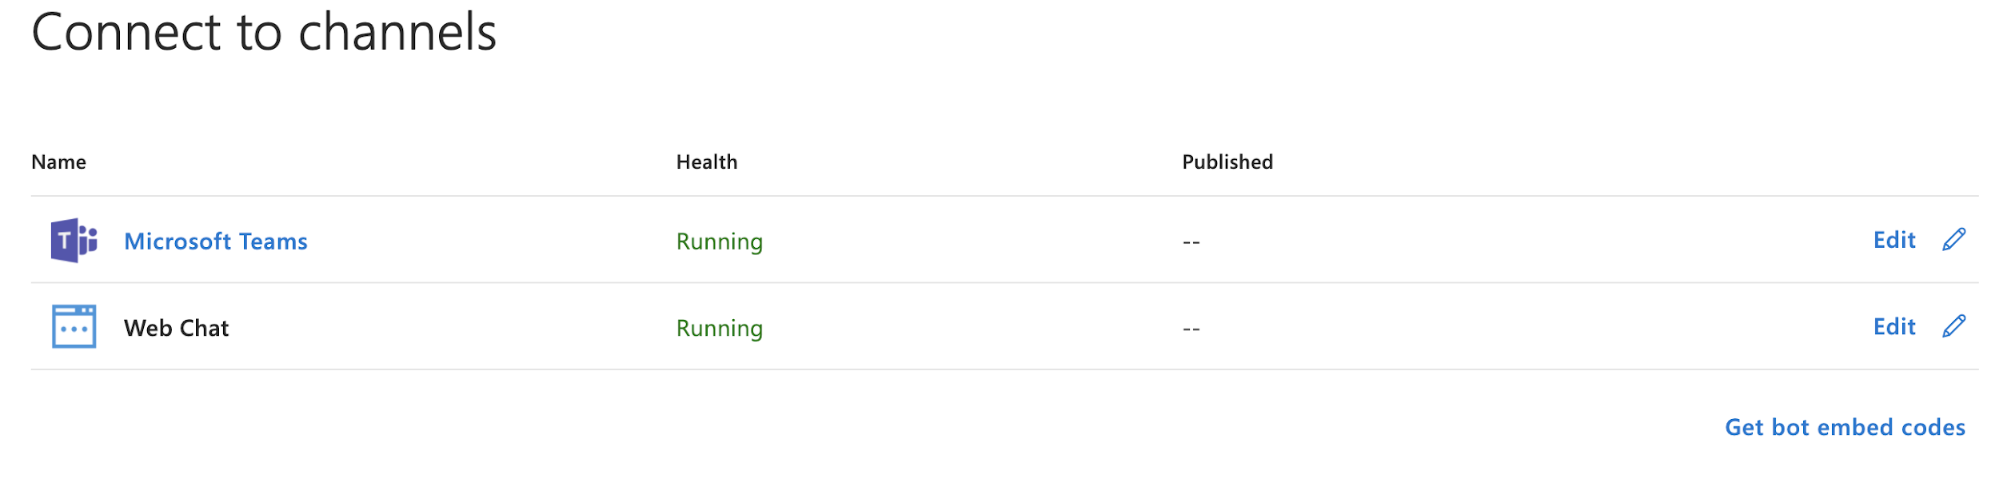 Connect to channels
Name Health Published
T Microsoft Teams Running -- Edit
Web Chat Running -- Edit
Get bot embed codes